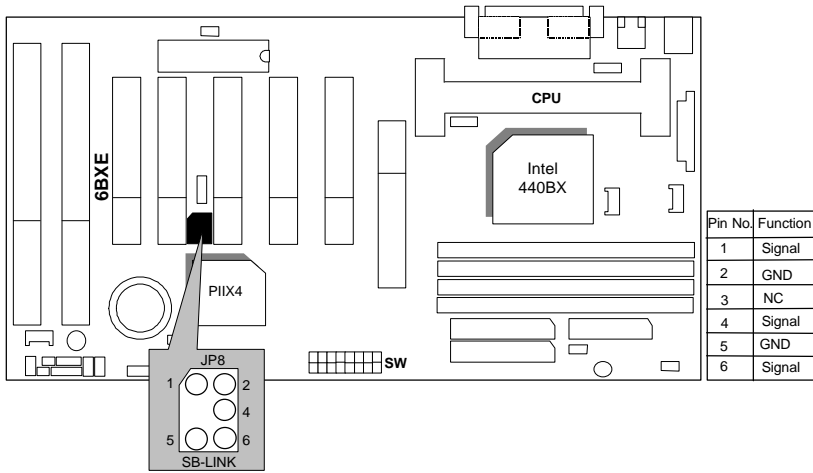 CPU
6BXE
Intel
440BX
PIIX4
SW
JP8
1 2
4
5 6
SB-LINK
Pin No. Function
1 Signal
2 GND
3 NC
4 Signal
5 GND
6 Signal